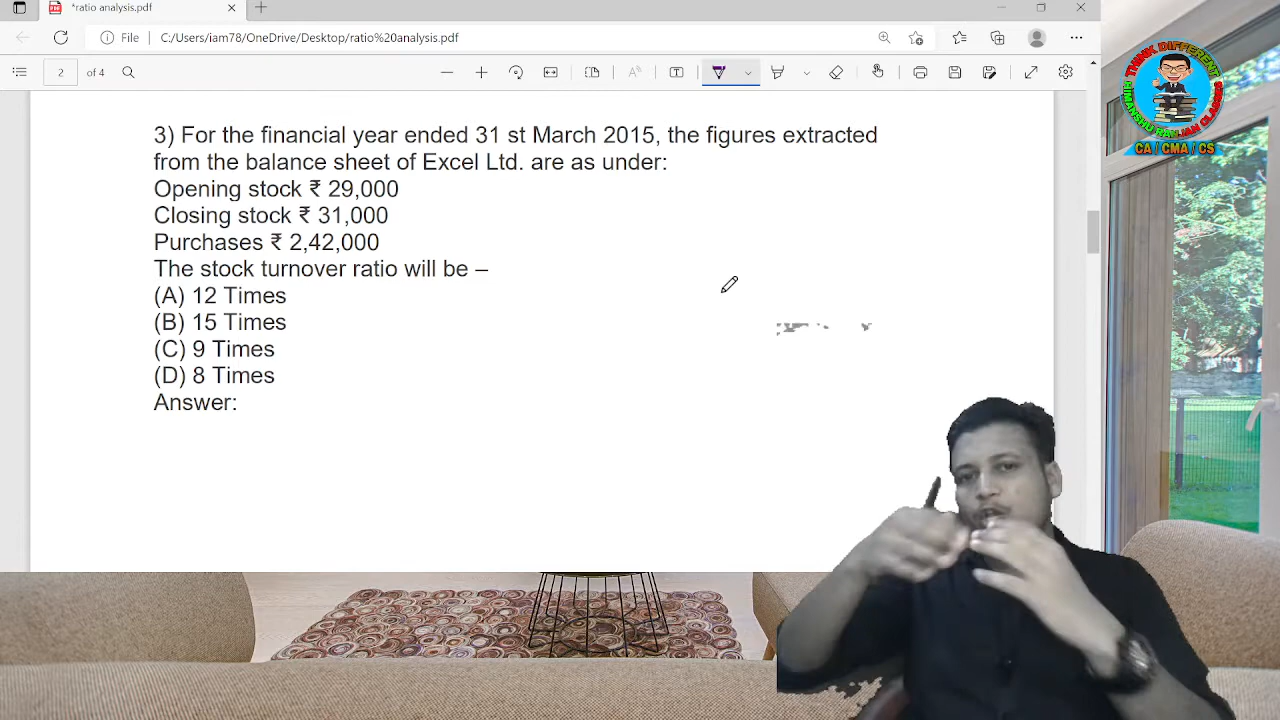 *ratio analysis.pdf
File
C:/Users/iam78/OneDrive/Desktop/ratio%20analysis.pdf
2 of 4
3) For the financial year ended 31 st March 2015, the figures extracted
from the balance sheet of Excel Ltd. are as under:
Opening stock ₹ 29,000
Closing stock ₹ 31,000
Purchases ₹ 2,42,000
The stock turnover ratio will be –
(A) 12 Times
(B) 15 Times
(C) 9 Times
(D) 8 Times
Answer:
THINK DIFFERENT
HIMANSHU RANJAN CLASSES
CA / CMA / CS